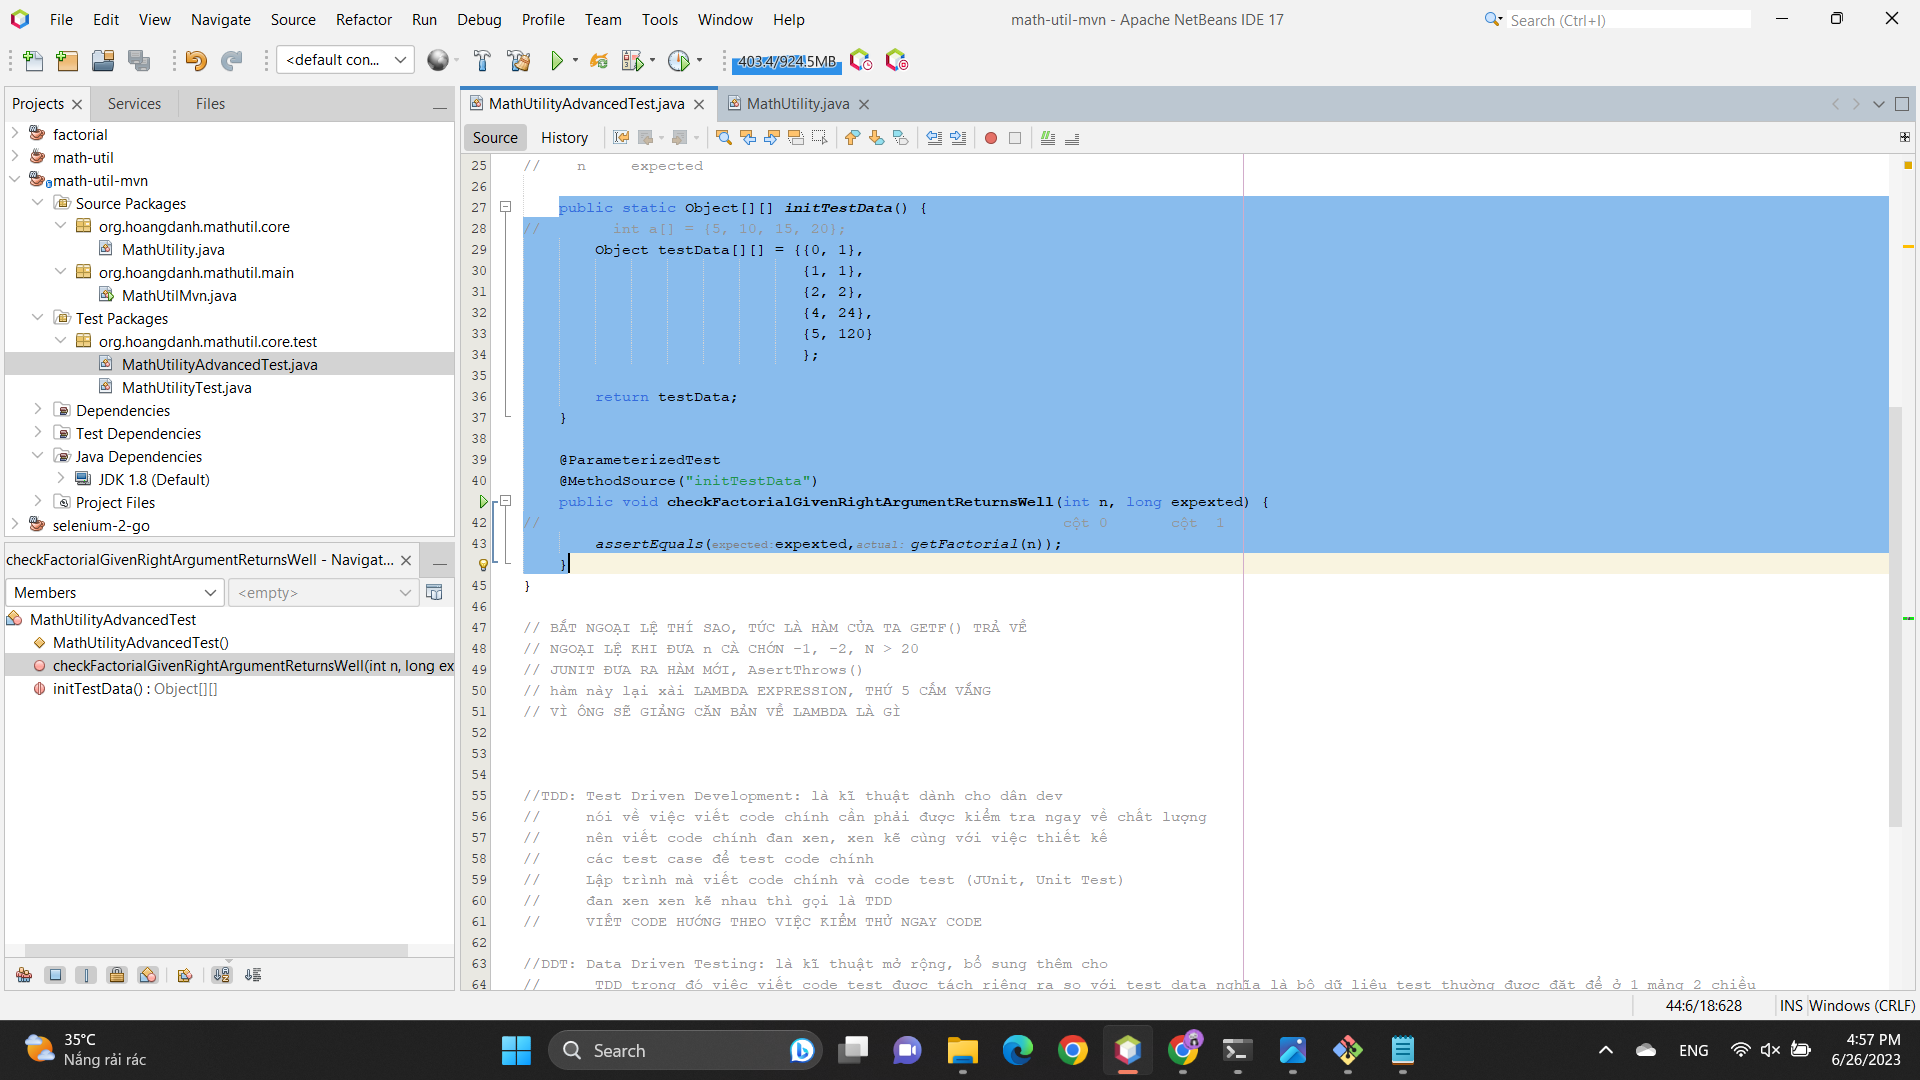 File Edit View Navigate Source Refactor Run Debug Profile Team Tools Window Help
math-util-mvn - Apache NetBeans IDE 17
Search (Ctrl+I)
<default con...
403.4/924.5MB
Projects
Services
Files
factorial
math-util
math-util-mvn
Source Packages
org.hoangdanh.mathutil.core
MathUtility.java
org.hoangdanh.mathutil.main
MathUtilMvn.java
Test Packages
org.hoangdanh.mathutil.core.test
MathUtilityAdvancedTest.java
MathUtilityTest.java
Dependencies
Test Dependencies
Java Dependencies
JDK 1.8 (Default)
Project Files
selenium-2-go
checkFactorialGivenRightArgumentReturnsWell - Navigat...
Members
<empty>
MathUtilityAdvancedTest
MathUtilityAdvancedTest()
checkFactorialGivenRightArgumentReturnsWell(int n, long ex
initTestData() : Object[][]
MathUtilityAdvancedTest.java
MathUtility.java
Source
History
25 // n expected
26
27 public static Object[][] initTestData() {
28 // int a[] = {5, 10, 15, 20};
29 Object testData[][] = {{0, 1},
30 {1, 1},
31 {2, 2},
32 {4, 24},
33 {5, 120}
34 };
35
36 return testData;
37 }
38
39 @ParameterizedTest
40 @MethodSource("initTestData")
public void checkFactorialGivenRightArgumentReturnsWell(int n, long expexted) {
42 // cột 0 cột 1
43 assertEquals(expected:expexted,actual: getFactorial(n));
}
45 }
46
47 // BẮT NGOẠI LỆ THÍ SAO, TỨC LÀ HÀM CỦA TA GETF() TRẢ VỀ
48 // NGOẠI LỆ KHI ĐƯA n CÀ CHỚN -1, -2, N > 20
49 // JUNIT ĐƯA RA HÀM MỚI, AsertThrows()
50 // hàm này lại xài LAMBDA EXPRESSION, THỨ 5 CẤM VẮNG
51 // VÌ ÔNG SẼ GIẢNG CĂN BẢN VỀ LAMBDA LÀ GÌ
52
53
54
55 //TDD: Test Driven Development: là kĩ thuật dành cho dân dev
56 // nói về việc viết code chính cần phải được kiểm tra ngay về chất lượng
57 // nên viết code chính đan xen, xen kẽ cùng với việc thiết kế
58 // các test case để test code chính
59 // Lập trình mà viết code chính và code test (JUnit, Unit Test)
60 // đan xen xen kẽ nhau thì gọi là TDD
61 // VIẾT CODE HƯỚNG THEO VIỆC KIỂM THỬ NGAY CODE
62
63 //DDT: Data Driven Testing: là kĩ thuật mở rộng, bổ sung thêm cho
64 // TDD trong đó việc viết code test được tách riêng ra so với test data nghĩa là bộ dữ liệu test thường được đặt để ở 1 mảng 2 chiều
44:6/18:628
INS
Windows (CRLF)
35°C
Nắng rải rác
Search
ENG
4:57 PM
6/26/2023